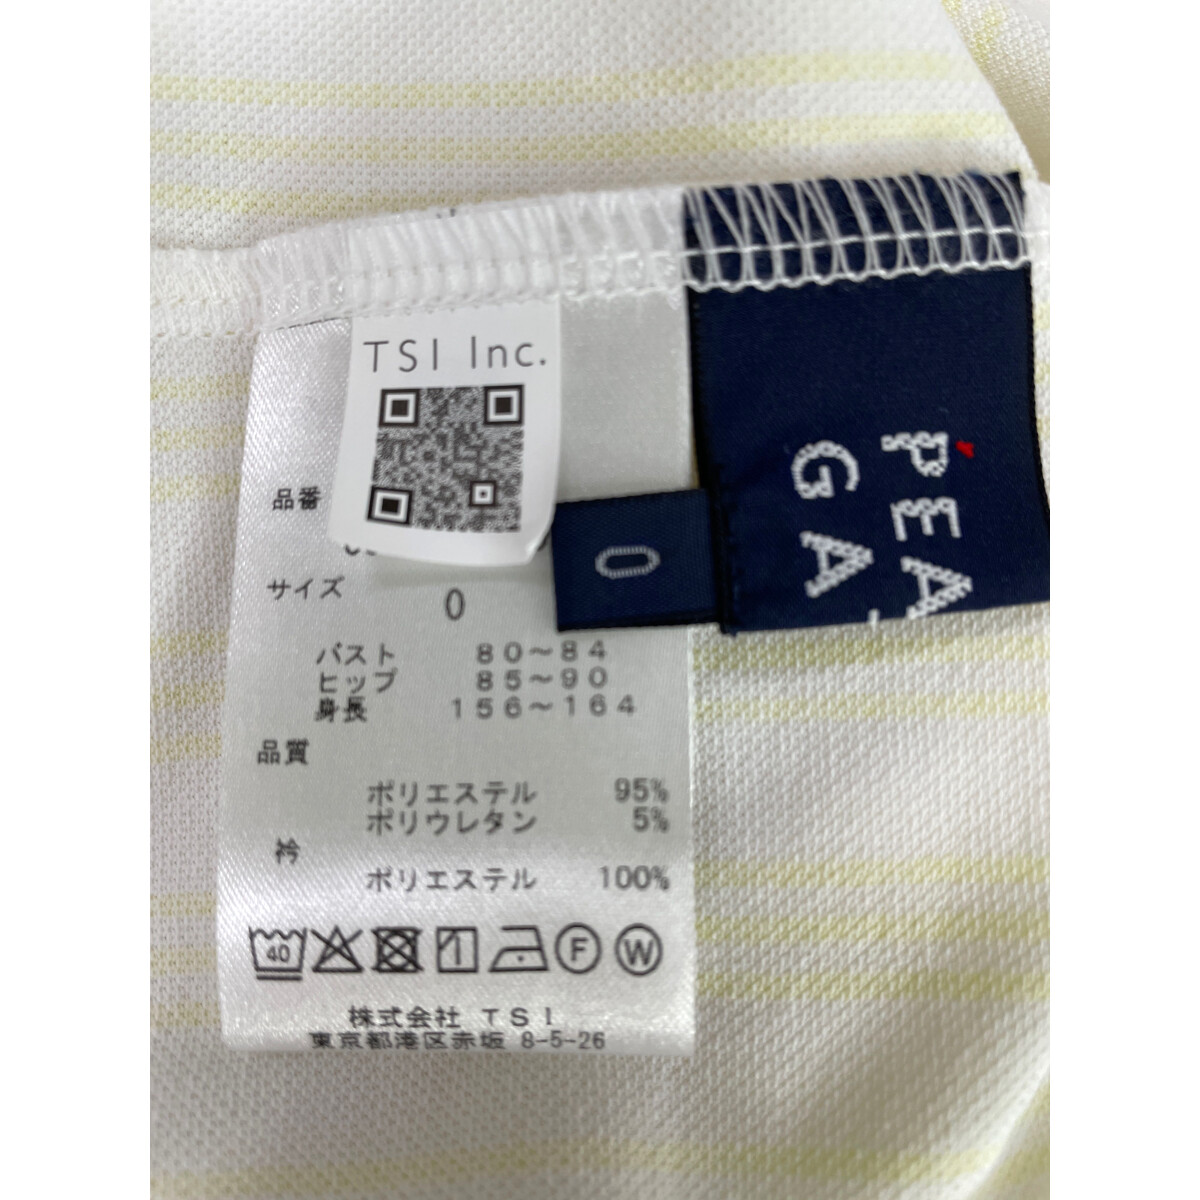 TSI Inc.
品番
サイズ 0
バスト 80～84
ヒップ 85～90
身長 156～164
品質
ポリエステル 95%
ポリウレタン 5%
衿
ポリエステル 100%
40 F W
株式会社 TSI
東京都港区赤坂 8-5-26
0
PEA
GA